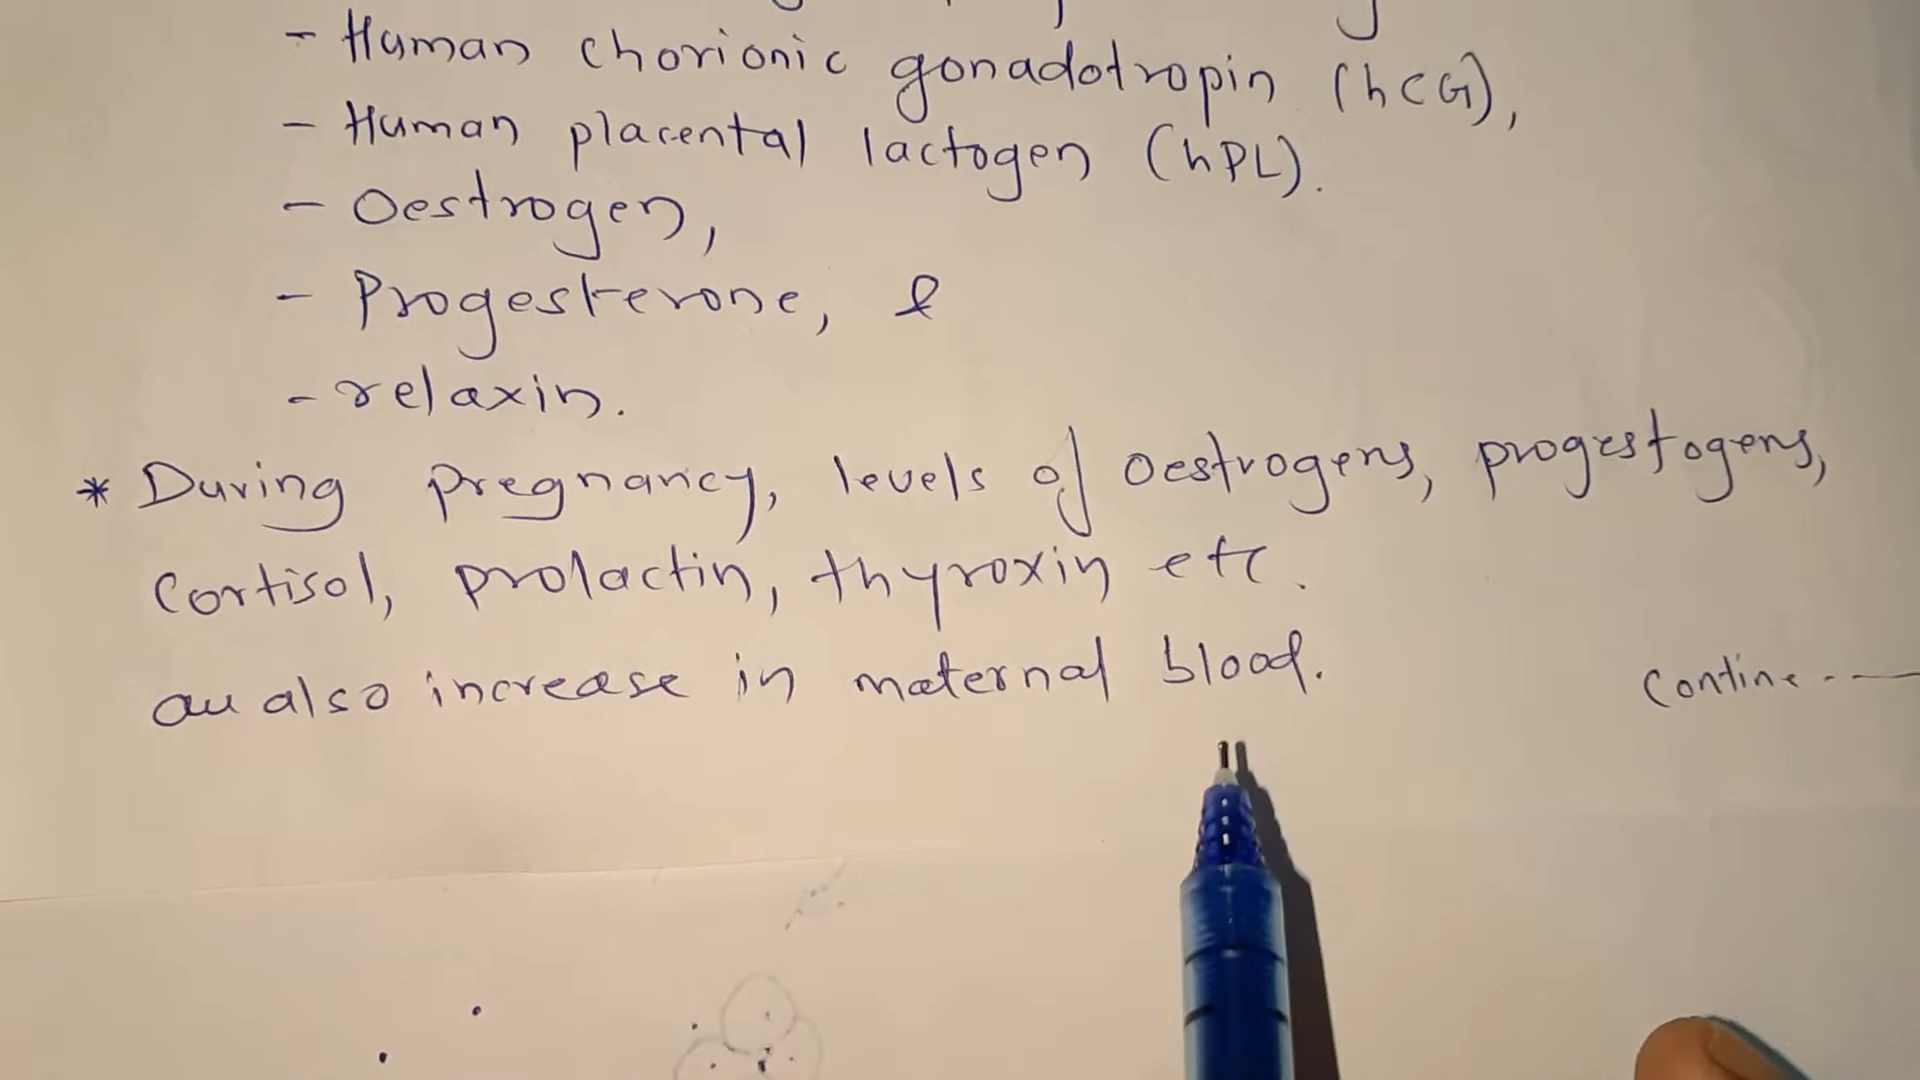 - Human chorionic gonadotropin (hCG),
- Human placental lactogen (hPL).
- Oestrogen,
- Progesterone, &
- relaxin.
* During pregnancy, levels of Oestrogens, progestogens,
Cortisol, prolactin, thyroxin etc.
are also increase in maternal blood.
Contine - —